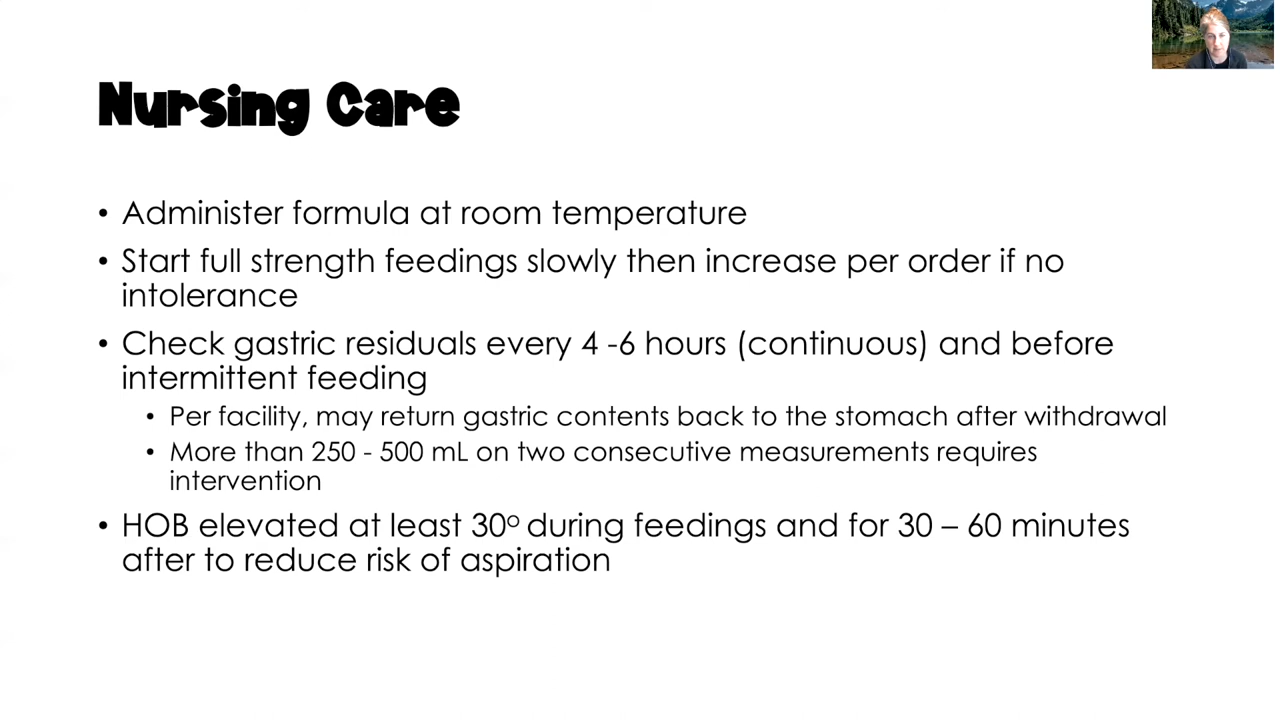 Nursing Care
• Administer formula at room temperature
• Start full strength feedings slowly then increase per order if no
intolerance
• Check gastric residuals every 4 -6 hours (continuous) and before
intermittent feeding
• Per facility, may return gastric contents back to the stomach after withdrawal
• More than 250 - 500 mL on two consecutive measurements requires
intervention
• HOB elevated at least 30º during feedings and for 30 – 60 minutes
after to reduce risk of aspiration